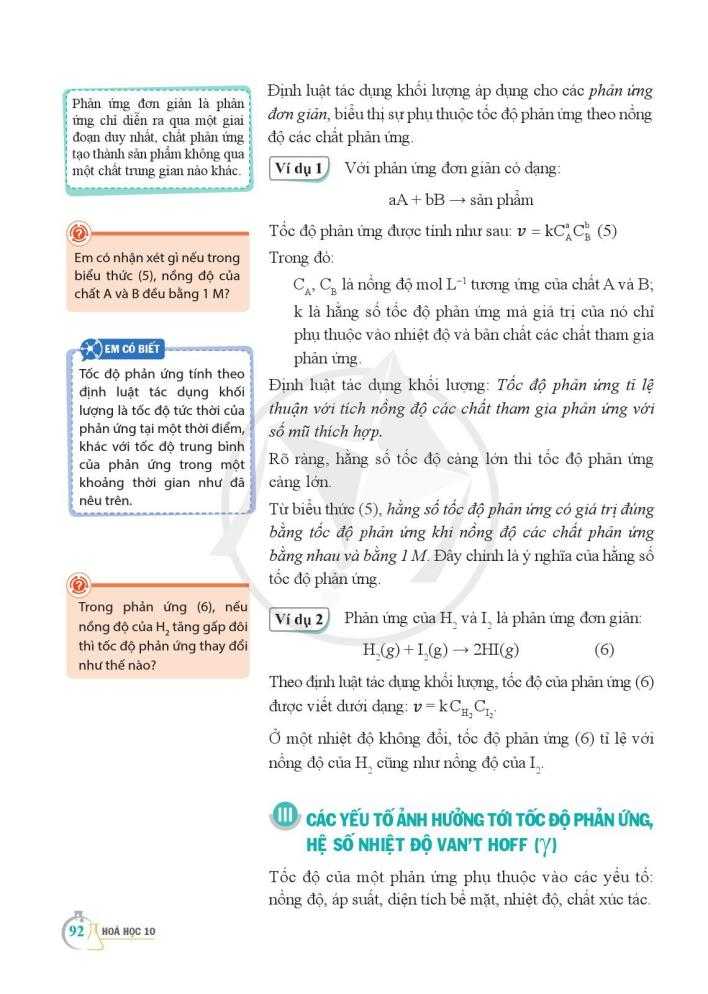 Phản ứng đơn giản là phản
ứng chỉ diễn ra qua một giai
đoạn duy nhất, chất phản ứng
tạo thành sản phẩm không qua
một chất trung gian nào khác.
Em có nhận xét gì nếu trong
biểu thức (5), nồng độ của
chất A và B đều bằng 1 M?
EM CÓ BIẾT
Tốc độ phản ứng tính theo
định luật tác dụng khối
lượng là tốc độ tức thời của
phản ứng tại một thời điểm,
khác với tốc độ trung bình
của phản ứng trong một
khoảng thời gian như đã
nêu trên.
Trong phản ứng (6), nếu
nồng độ của H₂ tăng gấp đôi
thì tốc độ phản ứng thay đổi
như thế nào?
Định luật tác dụng khối lượng áp dụng cho các phản ứng
đơn giản, biểu thị sự phụ thuộc tốc độ phản ứng theo nồng
độ các chất phản ứng.
Ví dụ 1 Với phản ứng đơn giản có dạng:
aA + bB → sản phẩm
Tốc độ phản ứng được tính như sau: v = kC_A^a C_B^b (5)
Trong đó:
C_A, C_B là nồng độ mol L⁻¹ tương ứng của chất A và B;
k là hằng số tốc độ phản ứng mà giá trị của nó chỉ
phụ thuộc vào nhiệt độ và bản chất các chất tham gia
phản ứng.
Định luật tác dụng khối lượng: Tốc độ phản ứng tỉ lệ
thuận với tích nồng độ các chất tham gia phản ứng với
số mũ thích hợp.
Rõ ràng, hằng số tốc độ càng lớn thì tốc độ phản ứng
càng lớn.
Từ biểu thức (5), hằng số tốc độ phản ứng có giá trị đúng
bằng tốc độ phản ứng khi nồng độ các chất phản ứng
bằng nhau và bằng 1 M. Đây chính là ý nghĩa của hằng số
tốc độ phản ứng.
Ví dụ 2 Phản ứng của H₂ và I₂ là phản ứng đơn giản:
H₂(g) + I₂(g) → 2HI(g) (6)
Theo định luật tác dụng khối lượng, tốc độ của phản ứng (6)
được viết dưới dạng: v = kC_H₂C_I₂.
Ở một nhiệt độ không đổi, tốc độ phản ứng (6) tỉ lệ với
nồng độ của H₂ cũng như nồng độ của I₂.
III CÁC YẾU TỐ ẢNH HƯỞNG TỚI TỐC ĐỘ PHẢN ỨNG,
HỆ SỐ NHIỆT ĐỘ VAN'T HOFF (γ)
Tốc độ của một phản ứng phụ thuộc vào các yếu tố:
nồng độ, áp suất, diện tích bề mặt, nhiệt độ, chất xúc tác.
92 HOÁ HỌC 10